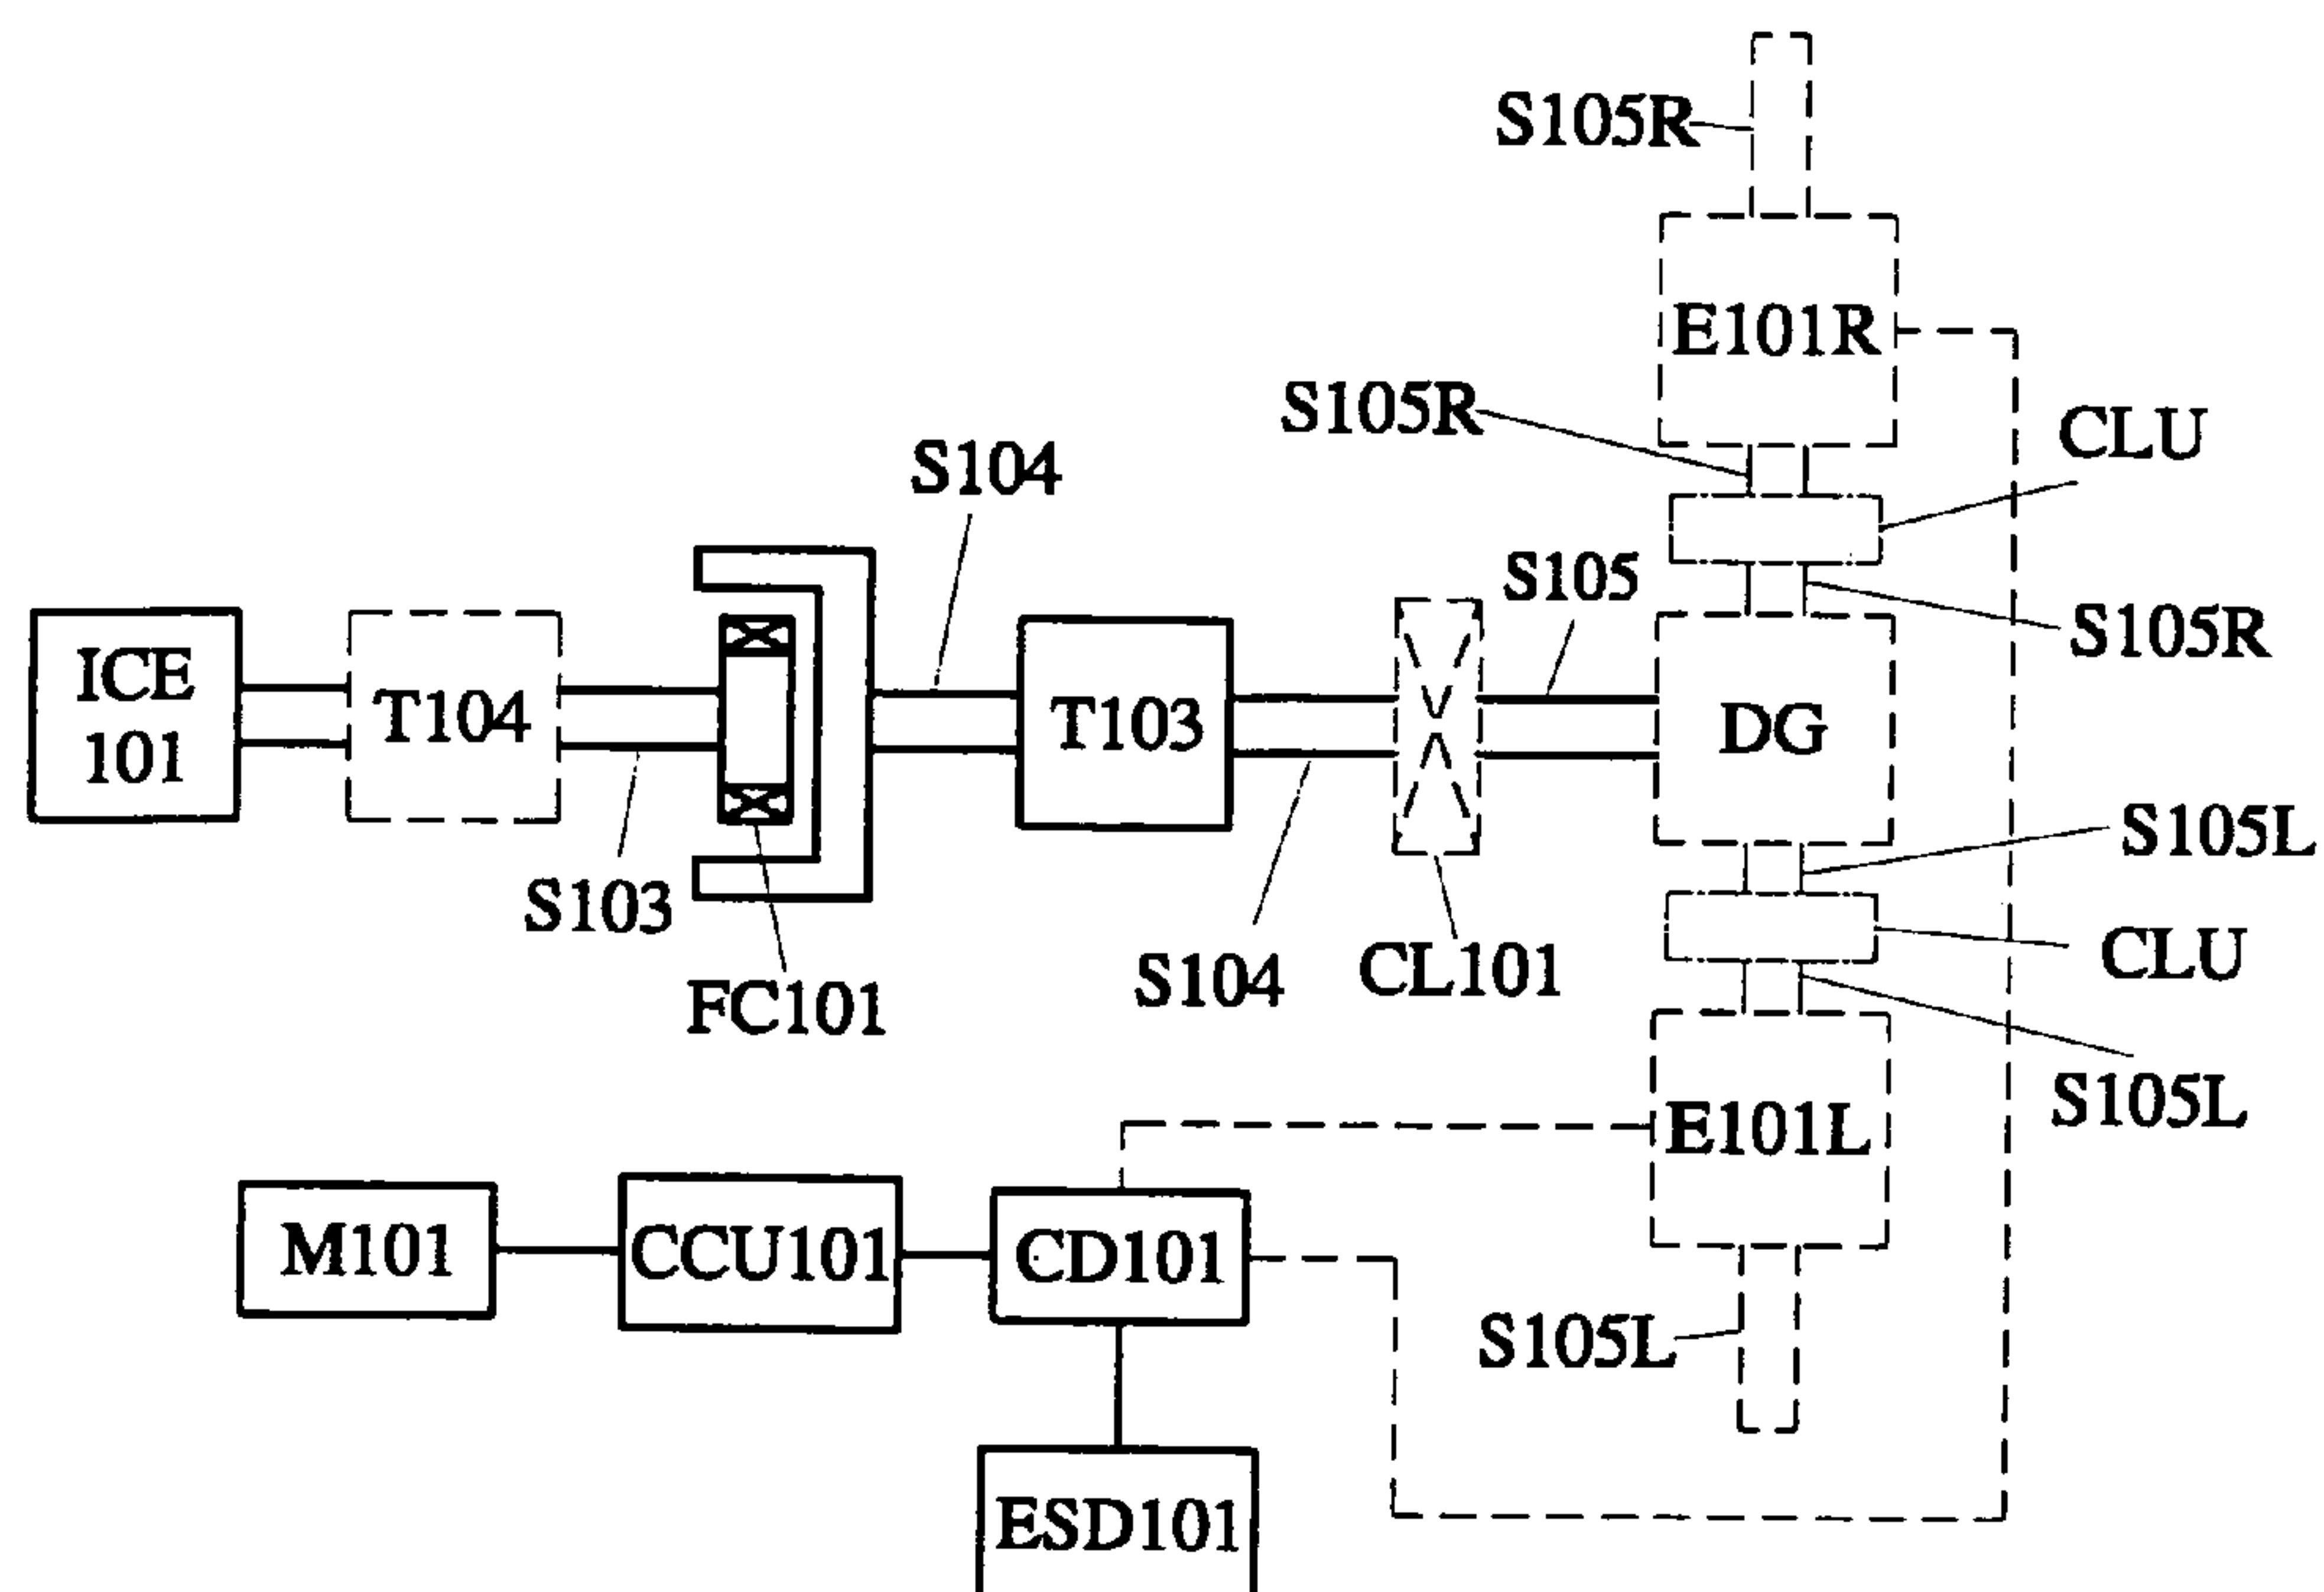 S105R
E101R
S105R
CLU
S104
S105
S105R
ICE
101
T104
T103
DG
S105L
S103
FC101
S104
CL101
CLU
S105L
E101L
M101
CCU101
CD101
S105L
ESD101